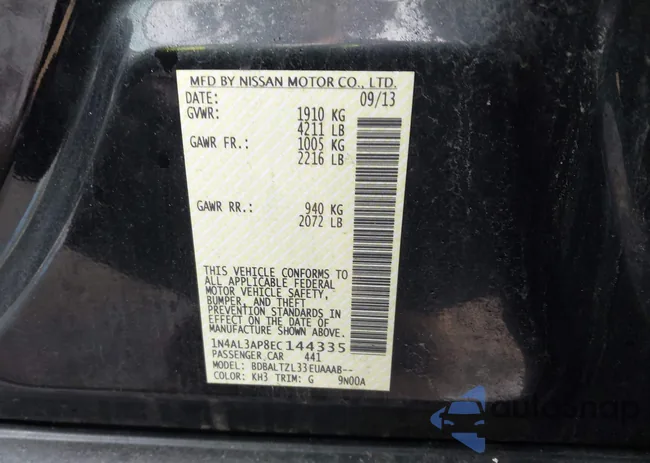 MFD BY NISSAN MOTOR CO., LTD.
DATE: 09/13
GVWR: 1910 KG
4211 LB
GAWR FR.: 1005 KG
2216 LB
GAWR RR.: 940 KG
2072 LB
THIS VEHICLE CONFORMS TO
ALL APPLICABLE FEDERAL
MOTOR VEHICLE SAFETY,
BUMPER, AND THEFT
PREVENTION STANDARDS IN
EFFECT ON THE DATE OF
MANUFACTURE SHOWN ABOVE.
1N4AL3AP8EC144335
PASSENGER CAR 441
MODEL: BDBALTZL33EUAAAB--
COLOR: KH3 TRIM: G 9N00A
autosnap